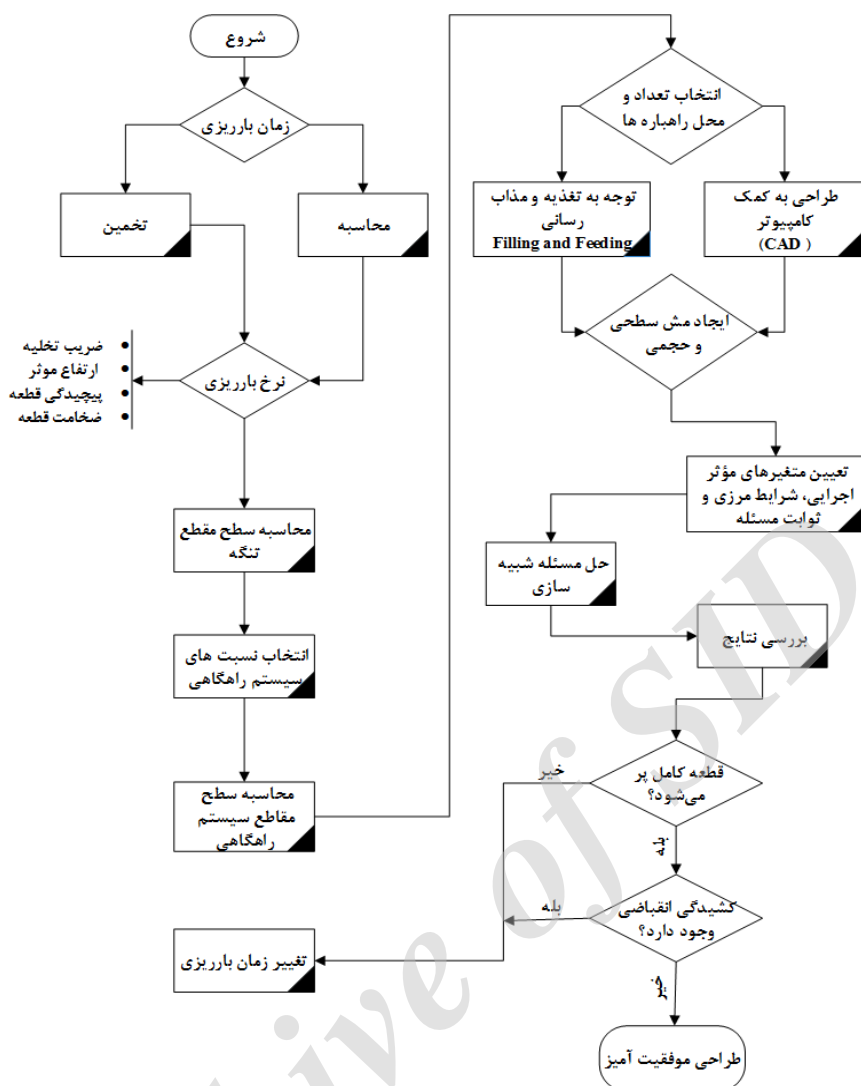 شروع
زمان بارریزی
تخمین
محاسبه
ضریب تخلیه
ارتفاع موثر
پیچیدگی قطعه
ضخامت قطعه
نرخ بارریزی
محاسبه سطح مقطع
تنگه
انتخاب نسبت های
سیستم راهگاهی
محاسبه سطح
مقاطع سیستم
راهگاهی
انتخاب تعداد و
محل راهباره ها
توجه به تغذیه و مذاب
رسانی
Filling and Feeding
طراحی به کمک
کامپیوتر
(CAD )
ایجاد مش سطحی
و حجمی
تعیین متغیرهای مؤثر
اجرایی، شرایط مرزی و
ثوابت مسئله
حل مسئله شبیه
سازی
بررسی نتایج
قطعه کامل پر
می‌شود؟
خیر
بله
کشیدگی انقباضی
وجود دارد؟
بله
خیر
تغییر زمان بارریزی
طراحی موفقیت آمیز
ive of SID